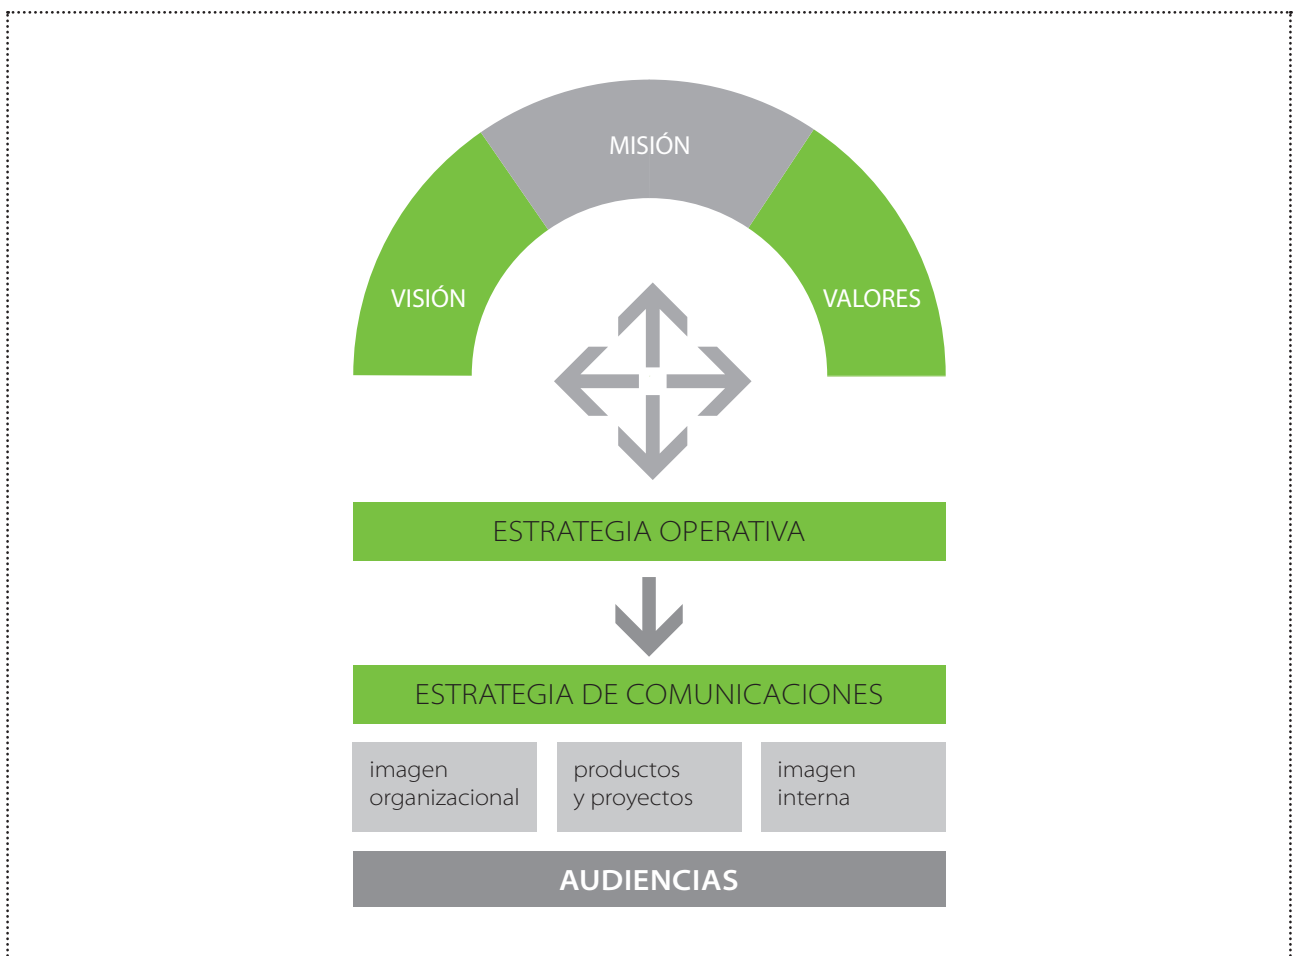 MISIÓN
VISIÓN
VALORES
ESTRATEGIA OPERATIVA
ESTRATEGIA DE COMUNICACIONES
imagen
organizacional
productos
y proyectos
imagen
interna
AUDIENCIAS